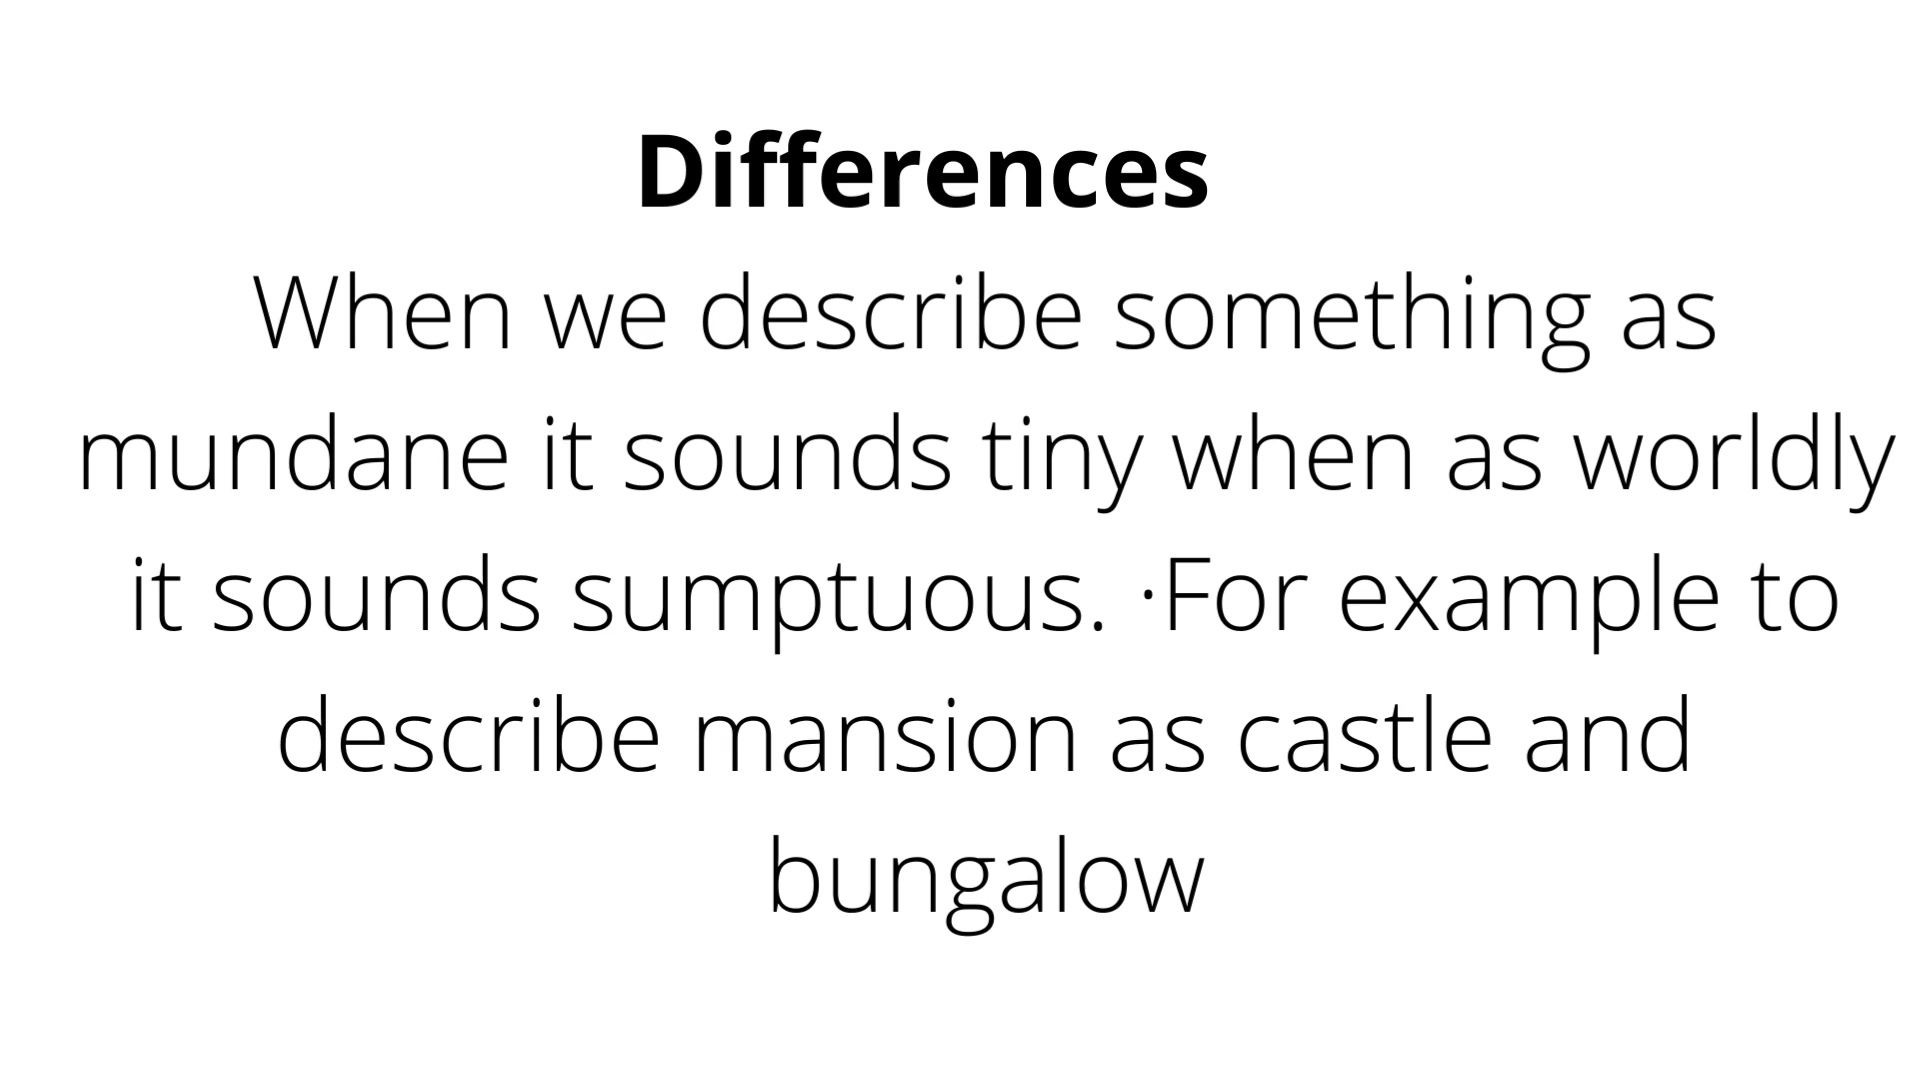 Differences
When we describe something as
mundane it sounds tiny when as worldly
it sounds sumptuous. ·For example to
describe mansion as castle and
bungalow